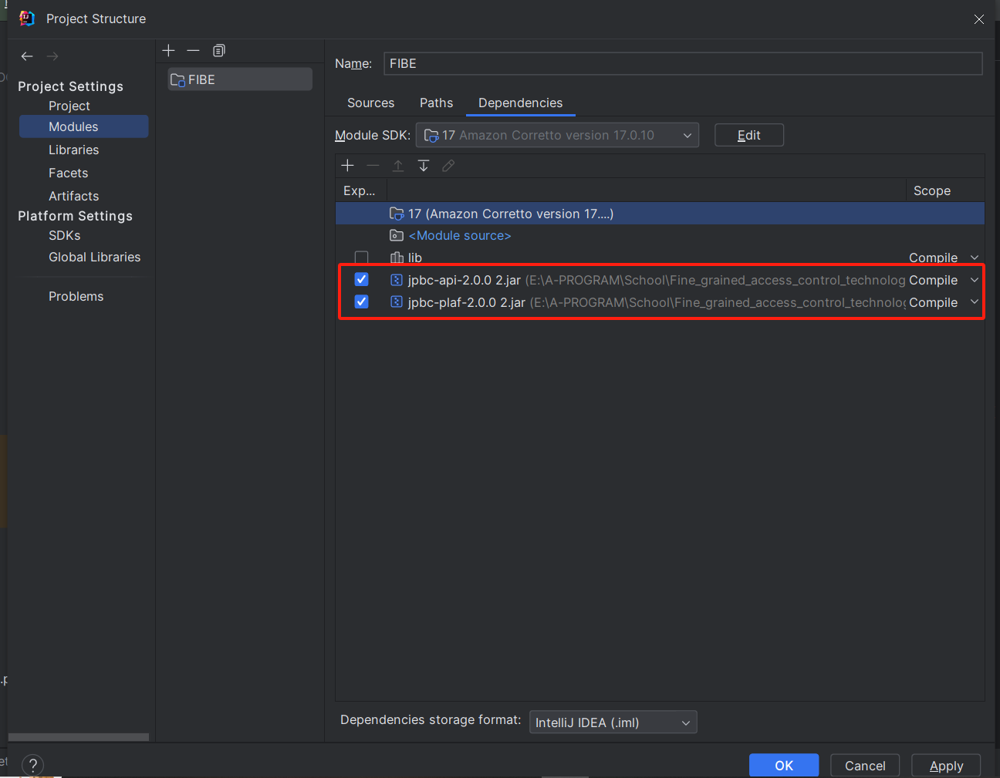 Project Structure
Project Settings
Project
Modules
Libraries
Facets
Artifacts
Platform Settings
SDKs
Global Libraries
Problems
FIBE
Name: FIBE
Sources Paths Dependencies
Module SDK: 17 Amazon Corretto version 17.0.10 Edit
Exp... Scope
17 (Amazon Corretto version 17....)
<Module source>
lib Compile
jpbc-api-2.0.0 2.jar (E:\A-PROGRAM\School\Fine_grained_access_control_technolog Compile
jpbc-plaf-2.0.0 2.jar (E:\A-PROGRAM\School\Fine_grained_access_control_technolog Compile
Dependencies storage format: IntelliJ IDEA (.iml)
? OK Cancel Apply